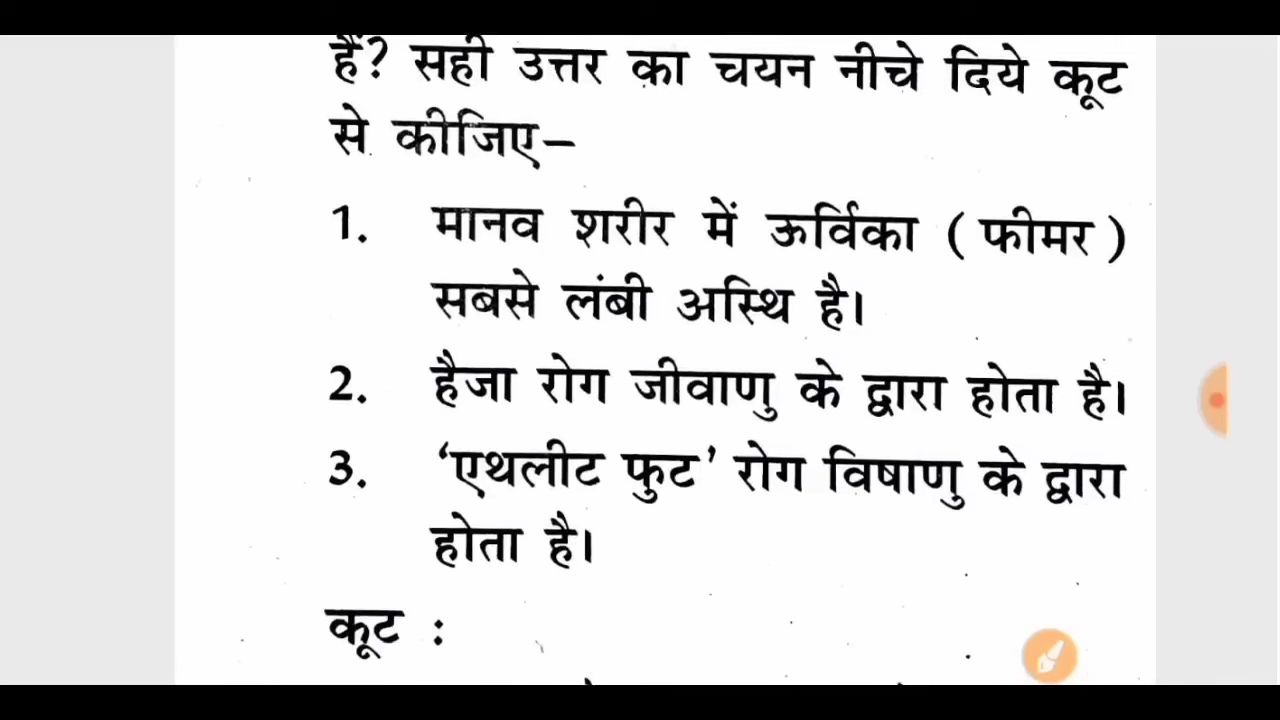 हैं? सही उत्तर का चयन नीचे दिये कूट
से कीजिए–
1. मानव शरीर में ऊर्विका ( फीमर )
सबसे लंबी अस्थि है।
2. हैजा रोग जीवाणु के द्वारा होता है।
3. ‘एथलीट फुट’ रोग विषाणु के द्वारा
होता है।
कूट :